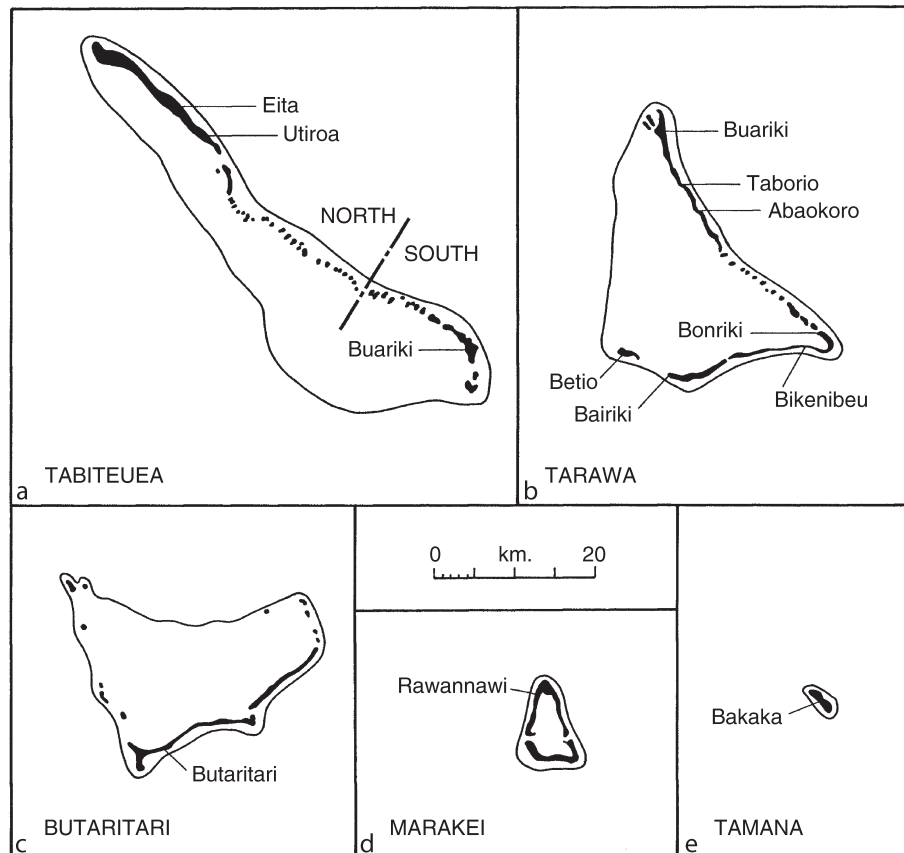 Eita
Utiroa
NORTH
SOUTH
Buariki
a TABITEUEA
Buariki
Taborio
Abaokoro
Bonriki
Betio
Bairiki
Bikenibeu
b TARAWA
Butaritari
c BUTARITARI
0 km. 20
Rawannawi
d MARAKEI
Bakaka
e TAMANA